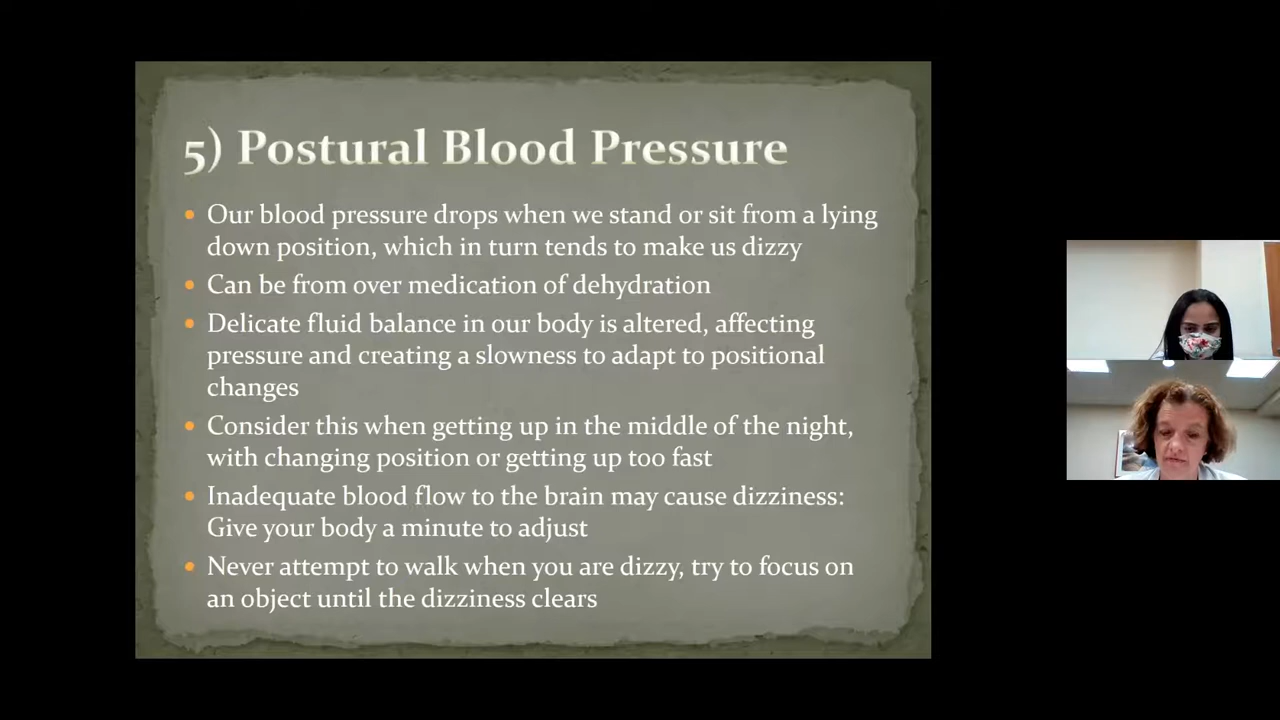 5) Postural Blood Pressure
• Our blood pressure drops when we stand or sit from a lying
down position, which in turn tends to make us dizzy
• Can be from over medication of dehydration
• Delicate fluid balance in our body is altered, affecting
pressure and creating a slowness to adapt to positional
changes
• Consider this when getting up in the middle of the night,
with changing position or getting up too fast
• Inadequate blood flow to the brain may cause dizziness:
Give your body a minute to adjust
• Never attempt to walk when you are dizzy, try to focus on
an object until the dizziness clears